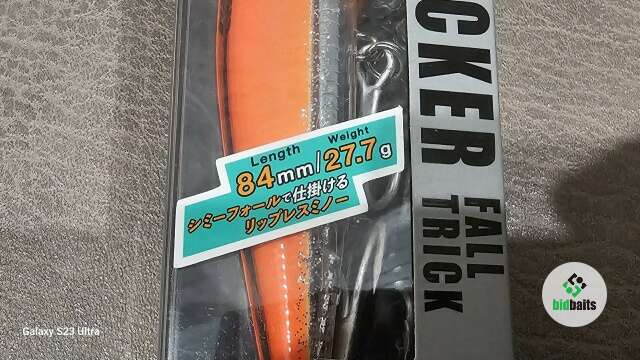 Length
Weight
84mm/27.7g
シミーフォールで仕掛ける
リップレスミノー
CKER
FALL
TRICK
bidbaits
Galaxy S23 Ultra